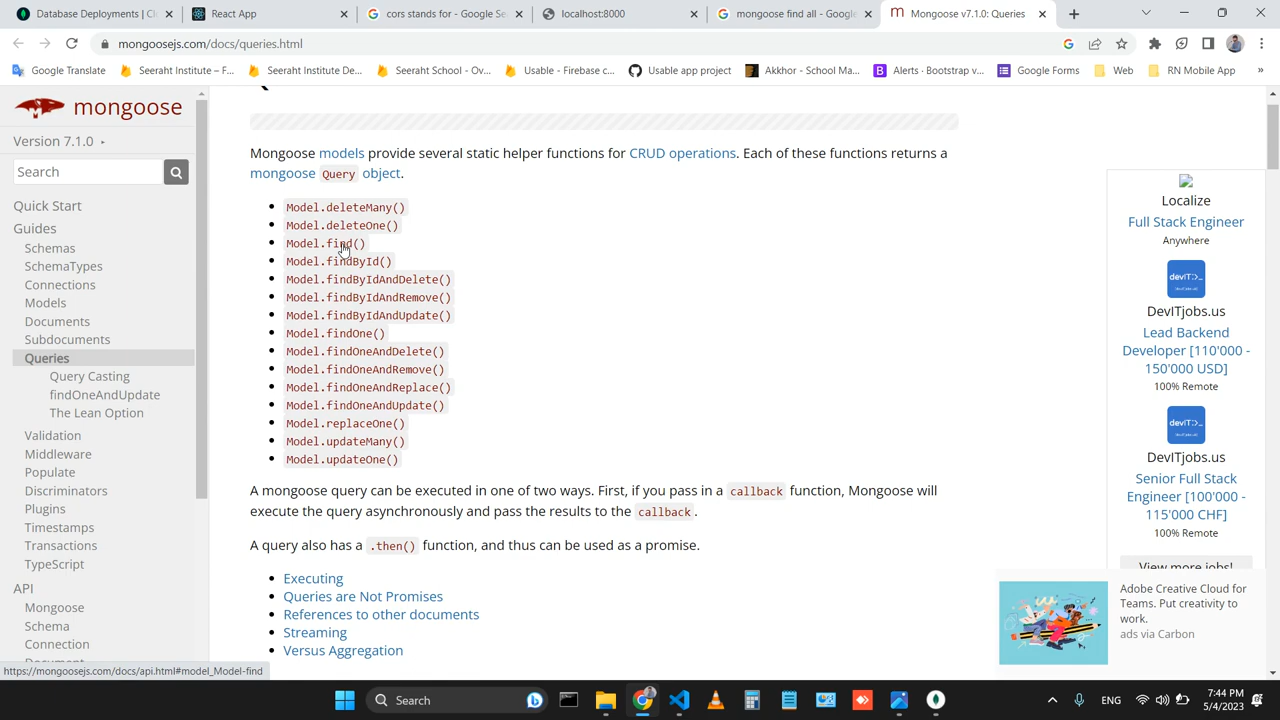 Database Deployments | Cl
React App
cors stands for - Google Se
localhost:8000
mongoose find all - Google
Mongoose v7.1.0: Queries
mongoosejs.com/docs/queries.html
Google Translate
Seeraht Institute – F...
Seeraht Institute De...
Seeraht School - Ov...
Usable - Firebase c...
Usable app project
Akkhor - School Ma...
Alerts · Bootstrap v...
Google Forms
Web
RN Mobile App
»
mongoose
Version 7.1.0
Search
Quick Start
Guides
Schemas
SchemaTypes
Connections
Models
Documents
Subdocuments
Queries
Query Casting
findOneAndUpdate
The Lean Option
Validation
Middleware
Populate
Discriminators
Plugins
Timestamps
Transactions
TypeScript
API
Mongoose
Schema
Connection
Mongoose models provide several static helper functions for CRUD operations. Each of these functions returns a
mongoose Query object.
Model.deleteMany()
Model.deleteOne()
Model.find()
Model.findById()
Model.findByIdAndDelete()
Model.findByIdAndRemove()
Model.findByIdAndUpdate()
Model.findOne()
Model.findOneAndDelete()
Model.findOneAndRemove()
Model.findOneAndReplace()
Model.findOneAndUpdate()
Model.replaceOne()
Model.updateMany()
Model.updateOne()
A mongoose query can be executed in one of two ways. First, if you pass in a callback function, Mongoose will
execute the query asynchronously and pass the results to the callback.
A query also has a .then() function, and thus can be used as a promise.
Executing
Queries are Not Promises
References to other documents
Streaming
Versus Aggregation
Localize
Full Stack Engineer
Anywhere
devIT>_
DevITjobs.us
Lead Backend
Developer [110'000 -
150'000 USD]
100% Remote
devIT>_
DevITjobs.us
Senior Full Stack
Engineer [100'000 -
115'000 CHF]
100% Remote
View more jobs!
Adobe Creative Cloud for
Teams. Put creativity to
work.
ads via Carbon
https://mongoosejs.com/docs/api.html#model_Model-find
Search
ENG
7:44 PM
5/4/2023